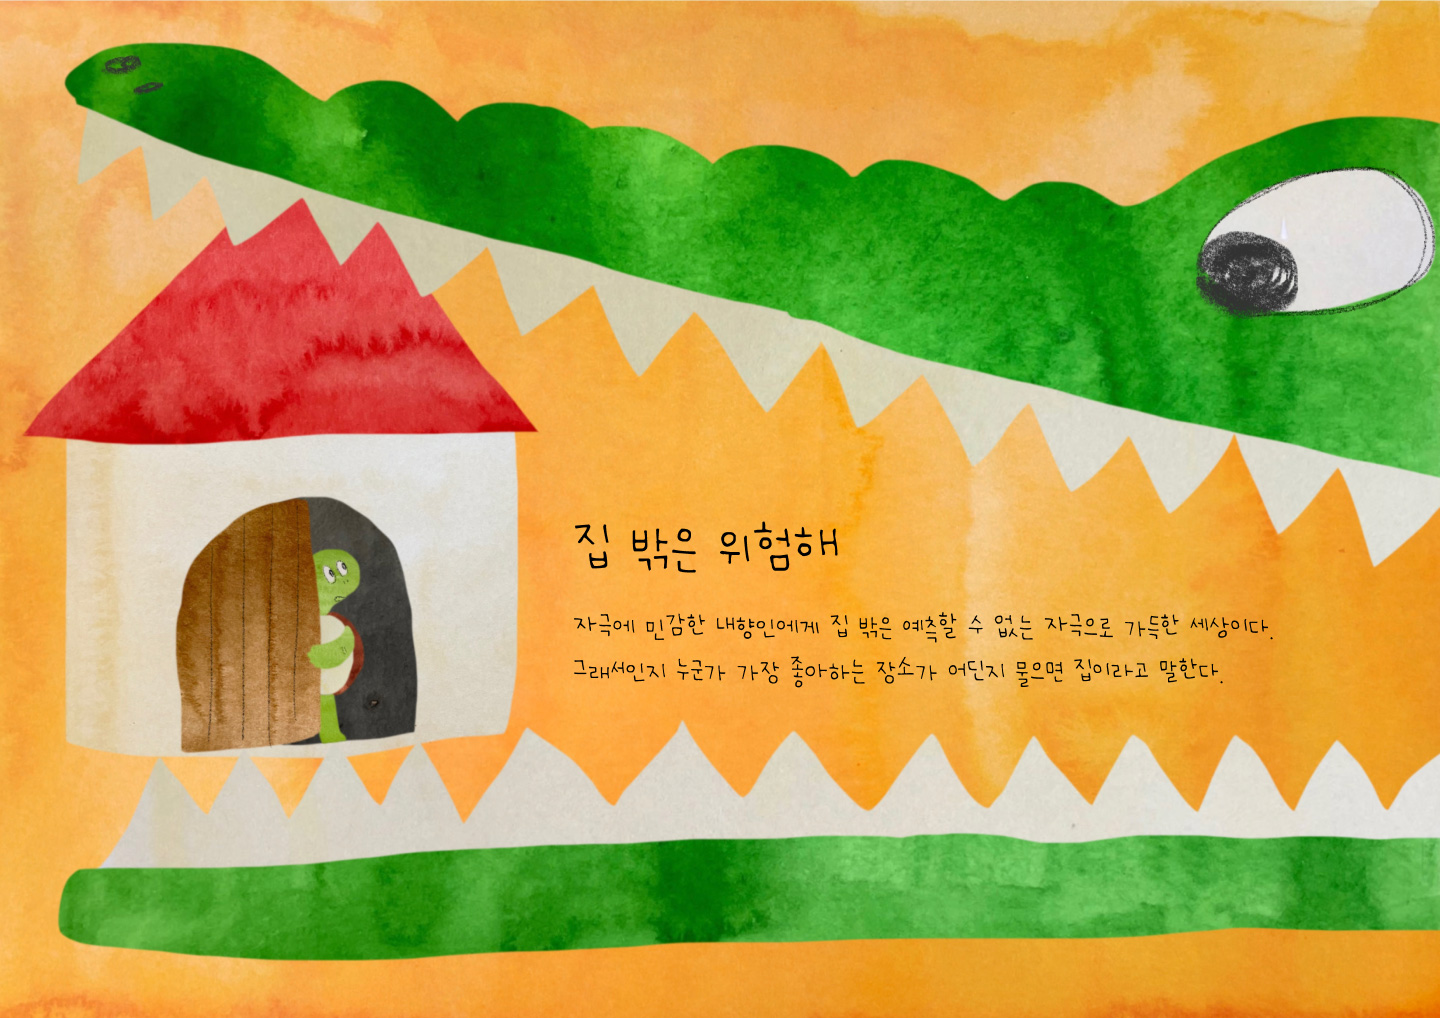 집 밖은 위험해
자극에 민감한 내향인에게 집 밖은 예측할 수 없는 자극으로 가득한 세상이다.
그래서인지 누군가 가장 좋아하는 장소가 어딘지 물으면 집이라고 말한다.